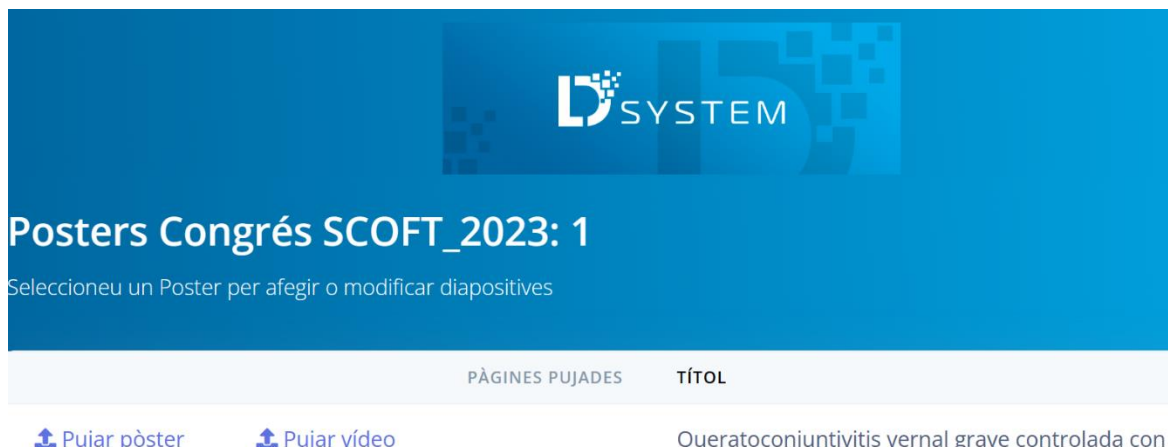 LD SYSTEM
Posters Congrés SCOFT_2023: 1
Seleccioneu un Poster per afegir o modificar diapositives
PÀGINES PUJADES TÍTOL
Pujar pòster Pujar vídeo Queratoconjuntivitis vernal grave controlada con